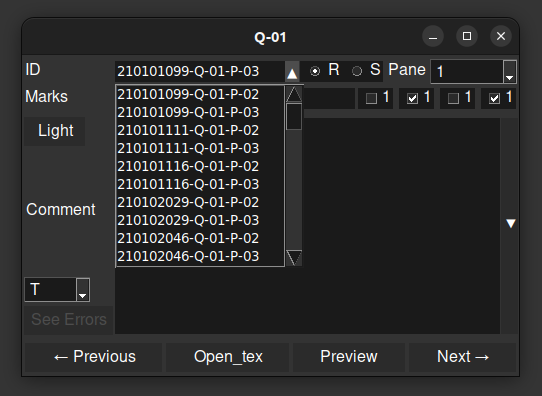 Q-01
ID 210101099-Q-01-P-03 R S Pane 1
Marks 1 1 1 1
210101099-Q-01-P-02
210101099-Q-01-P-03
210101111-Q-01-P-02
210101111-Q-01-P-03
210101116-Q-01-P-02
210101116-Q-01-P-03
210102029-Q-01-P-02
210102029-Q-01-P-03
210102046-Q-01-P-02
210102046-Q-01-P-03
Light
Comment
T
See Errors
← Previous Open_tex Preview Next →